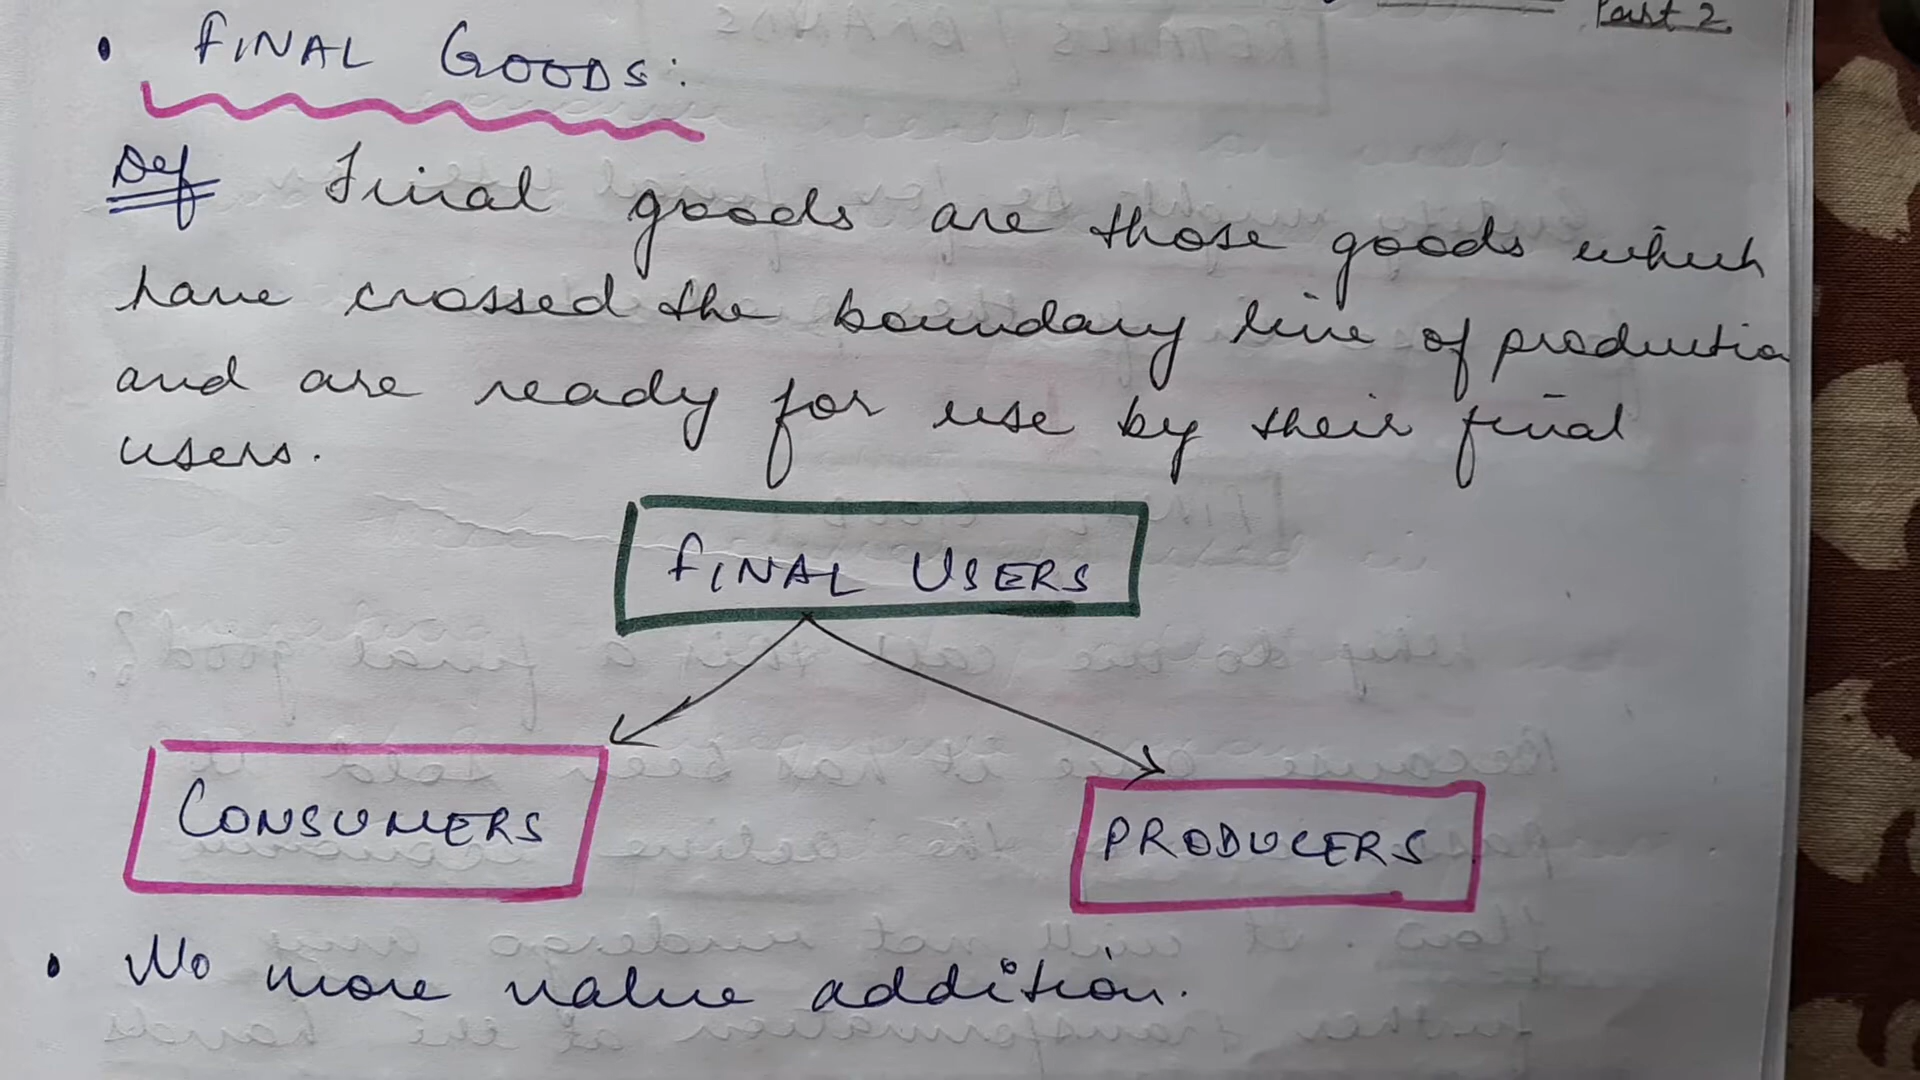 Part 2
• FINAL GOODS:
Def Final goods are those goods which
have crossed the boundary line of production
and are ready for use by their final
users.
FINAL USERS
CONSUMERS
PRODUCERS
• No more value addition.